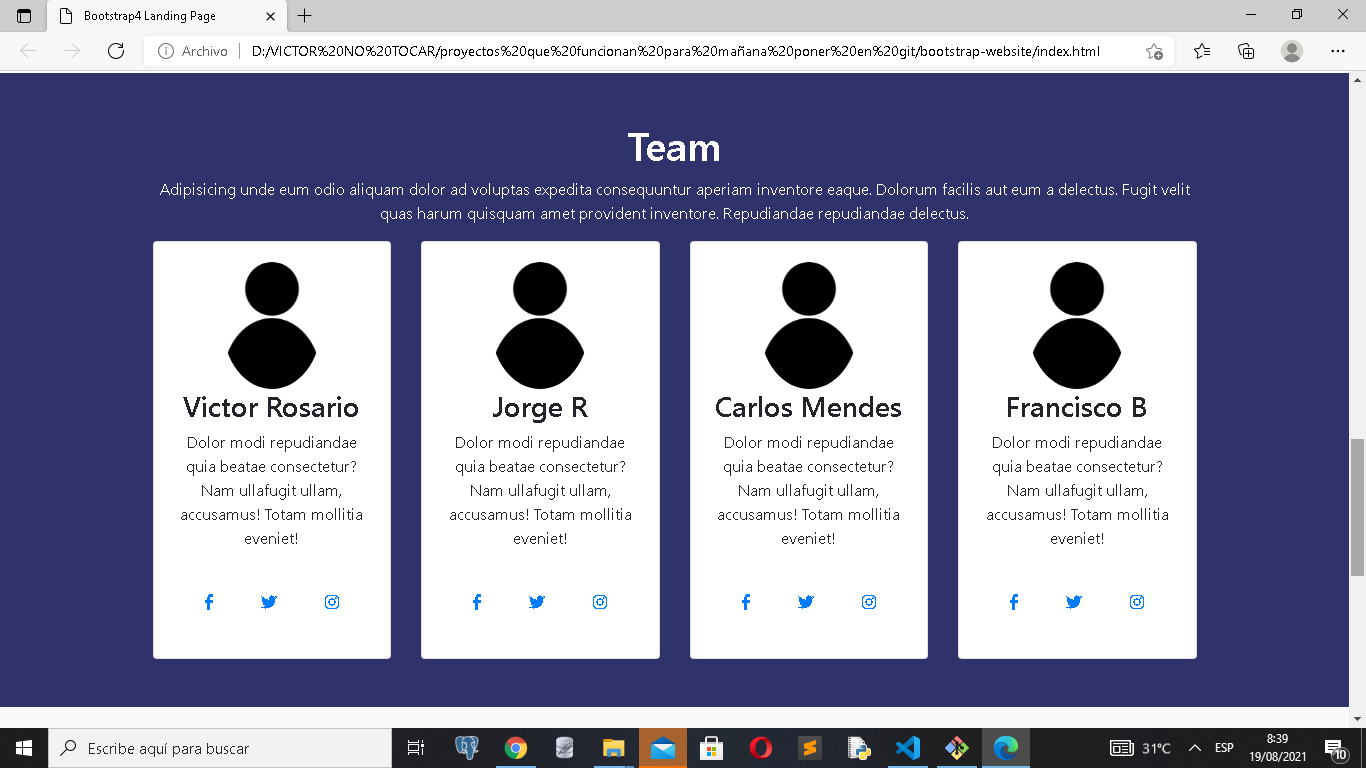 Bootstrap4 Landing Page
Archivo
D:/VICTOR%20NO%20TOCAR/proyectos%20que%20funcionan%20para%20mañana%20poner%20en%20git/bootstrap-website/index.html
Team
Adipisicing unde eum odio aliquam dolor ad voluptas expedita consequuntur aperiam inventore eaque. Dolorum facilis aut eum a delectus. Fugit velit
quas harum quisquam amet provident inventore. Repudiandae repudiandae delectus.
Victor Rosario
Dolor modi repudiandae
quia beatae consectetur?
Nam ullafugit ullam,
accusamus! Totam mollitia
eveniet!
Jorge R
Dolor modi repudiandae
quia beatae consectetur?
Nam ullafugit ullam,
accusamus! Totam mollitia
eveniet!
Carlos Mendes
Dolor modi repudiandae
quia beatae consectetur?
Nam ullafugit ullam,
accusamus! Totam mollitia
eveniet!
Francisco B
Dolor modi repudiandae
quia beatae consectetur?
Nam ullafugit ullam,
accusamus! Totam mollitia
eveniet!
Escribe aquí para buscar
31°C
ESP
8:39
19/08/2021
10